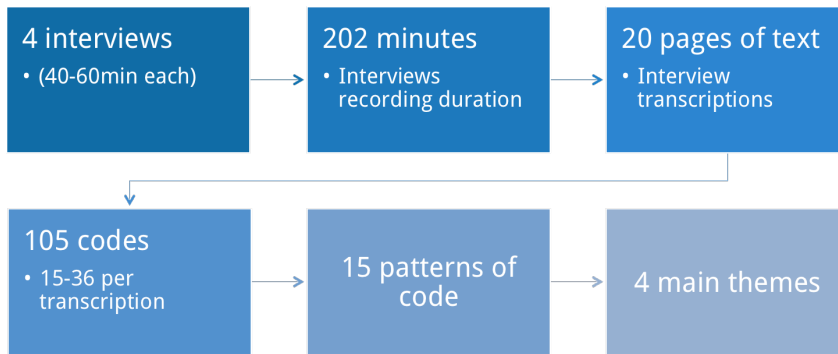 4 interviews
• (40-60min each)
202 minutes
• Interviews
recording duration
20 pages of text
• Interview
transcriptions
105 codes
• 15-36 per
transcription
15 patterns of
code
4 main themes